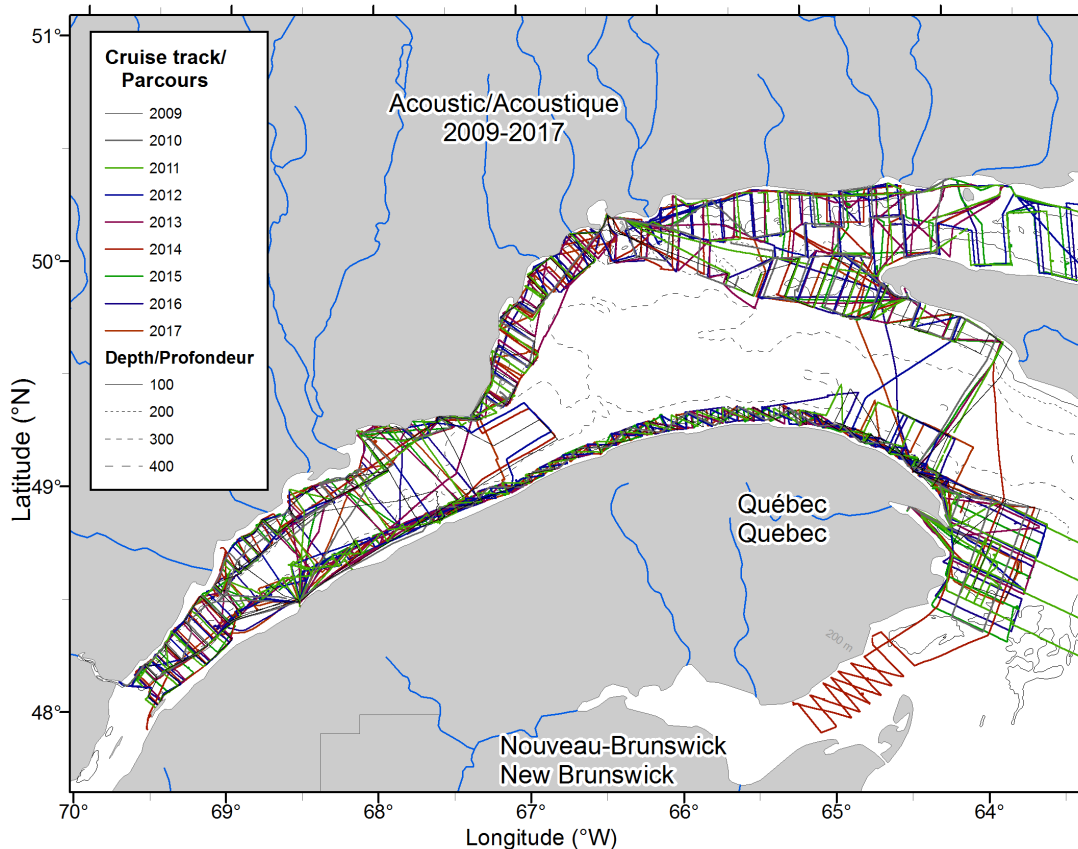 51°
50°
49°
48°
Latitude (°N)
Cruise track/
Parcours
2009
2010
2011
2012
2013
2014
2015
2016
2017
Depth/Profondeur
100
200
300
400
Acoustic/Acoustique
2009-2017
Québec
Quebec
200 m
Nouveau-Brunswick
New Brunswick
70°
69°
68°
67°
66°
65°
64°
Longitude (°W)